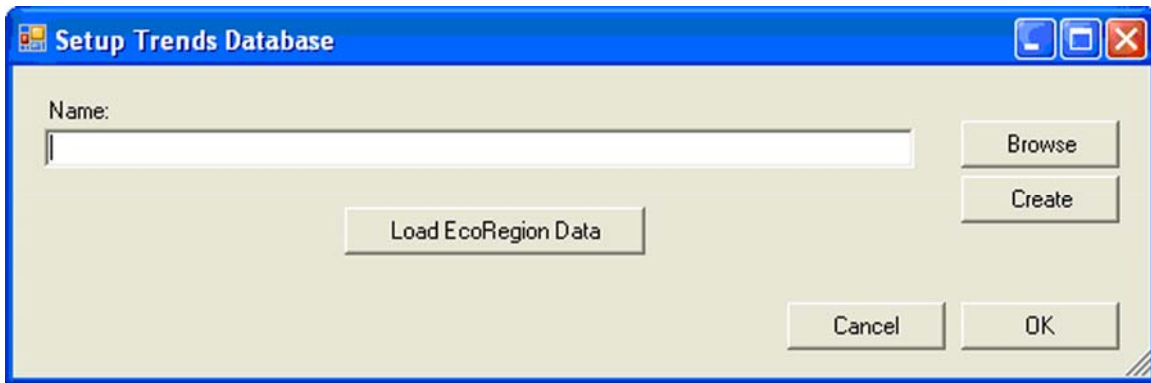 Setup Trends Database
Name:
Browse
Create
Load EcoRegion Data
Cancel
OK